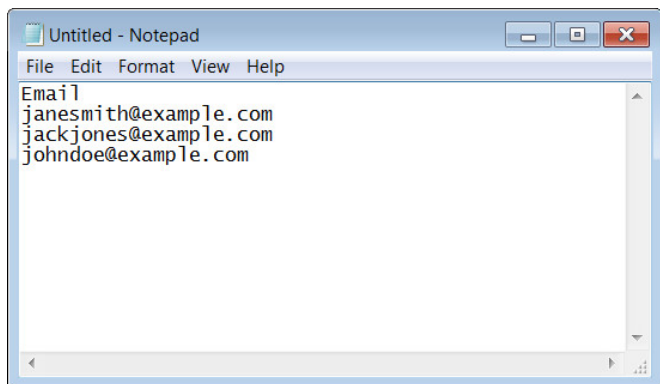 Untitled - Notepad
File Edit Format View Help
Email
janesmith@example.com
jackjones@example.com
johndoe@example.com